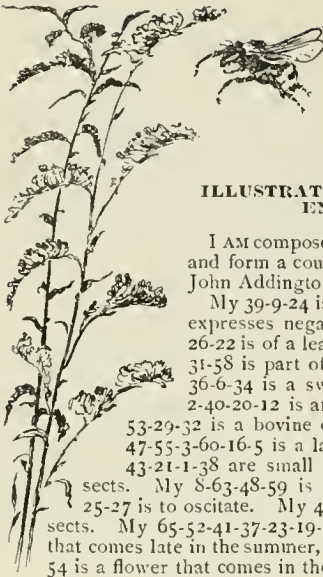 ILLUSTRAT
EN
I AM compose
and form a cou
John Addingto
My 39-9-24 is
expresses nega
26-22 is of a lea
31-58 is part of
36-6-34 is a sw
2-40-20-12 is an
53-29-32 is a bovine
47-55-3-60-16-5 is a la
43-21-1-38 are small
sects. My 8-63-48-59 is
25-27 is to oscitate. My 4
sects. My 65-52-41-37-23-19-
that comes late in the summer,
54 is a flower that comes in the